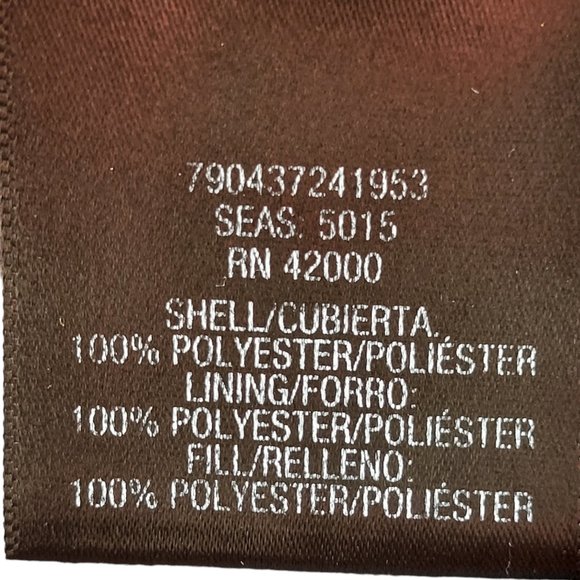 790437241953
SEAS. 5015
RN 42000
SHELL/CUBIERTA.
100% POLYESTER/POLIÉSTER
LINING/FORRO:
100% POLYESTER/POLIÉSTER
FILL/RELLENO:
100% POLYESTER/POLIÉSTER